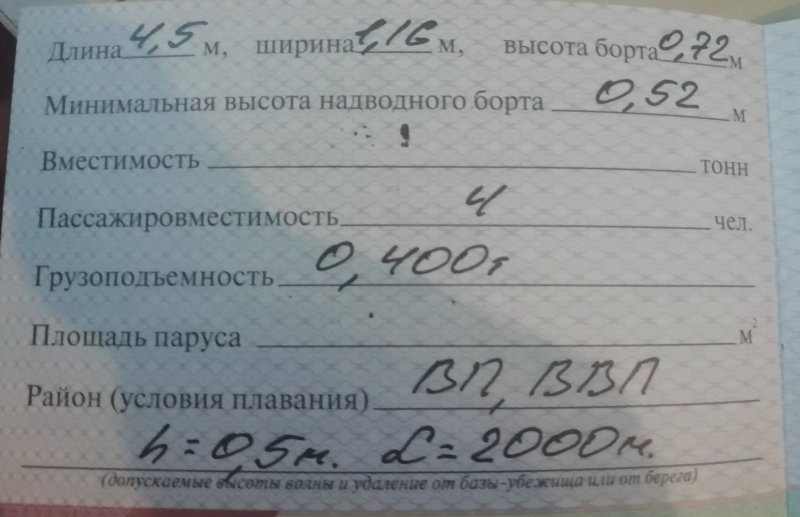 Длина 4,5 м, ширина 1,16 м, высота борта 0,72 м
Минимальная высота надводного борта 0,52 м
Вместимость тонн
Пассажировместимость 4 чел.
Грузоподъемность 0,400т
Площадь паруса м²
Район (условия плавания) ВП, ВВП
h = 0,5м. L = 2000м.
(допускаемые высоты волны и удаление от базы-убежища или от берега)